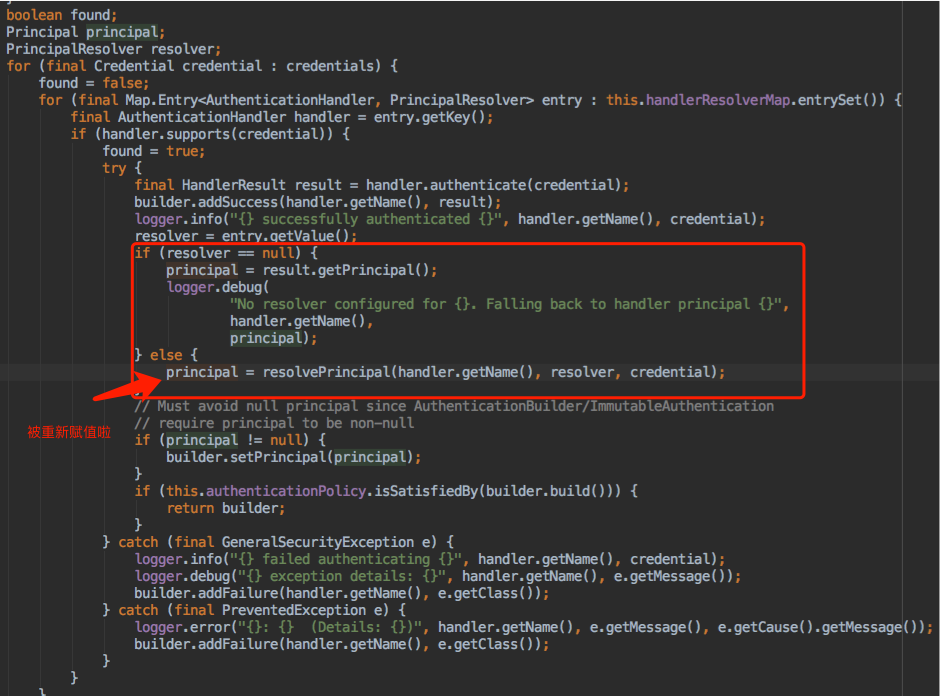 }
boolean found;
Principal principal;
PrincipalResolver resolver;
for (final Credential credential : credentials) {
    found = false;
    for (final Map.Entry<AuthenticationHandler, PrincipalResolver> entry : this.handlerResolverMap.entrySet()) {
        final AuthenticationHandler handler = entry.getKey();
        if (handler.supports(credential)) {
            found = true;
            try {
                final HandlerResult result = handler.authenticate(credential);
                builder.addSuccess(handler.getName(), result);
                logger.info("{} successfully authenticated {}", handler.getName(), credential);
                resolver = entry.getValue();
                if (resolver == null) {
                    principal = result.getPrincipal();
                    logger.debug(
                            "No resolver configured for {}. Falling back to handler principal {}",
                            handler.getName(),
                            principal);
                } else {
                    principal = resolvePrincipal(handler.getName(), resolver, credential);
                }
                // Must avoid null principal since AuthenticationBuilder/ImmutableAuthentication
                // require principal to be non-null
被重新赋值啦
                if (principal != null) {
                    builder.setPrincipal(principal);
                }
                if (this.authenticationPolicy.isSatisfiedBy(builder.build())) {
                    return builder;
                }
            } catch (final GeneralSecurityException e) {
                logger.info("{} failed authenticating {}", handler.getName(), credential);
                logger.debug("{} exception details: {}", handler.getName(), e.getMessage());
                builder.addFailure(handler.getName(), e.getClass());
            } catch (final PreventedException e) {
                logger.error("{}: {}  (Details: {})", handler.getName(), e.getMessage(), e.getCause().getMessage());
                builder.addFailure(handler.getName(), e.getClass());
            }
        }
    }